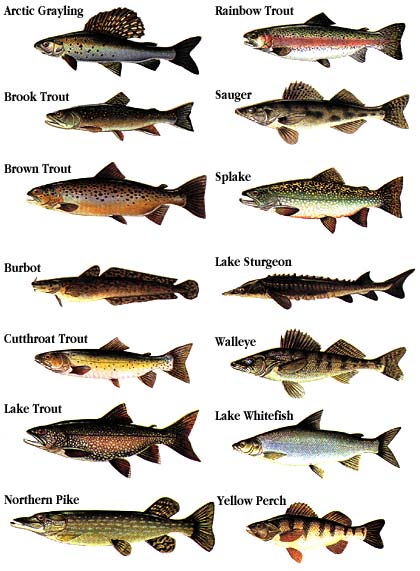 Arctic Grayling
Rainbow Trout
Brook Trout
Sauger
Brown Trout
Splake
Burbot
Lake Sturgeon
Cutthroat Trout
Walleye
Lake Trout
Lake Whitefish
Northern Pike
Yellow Perch